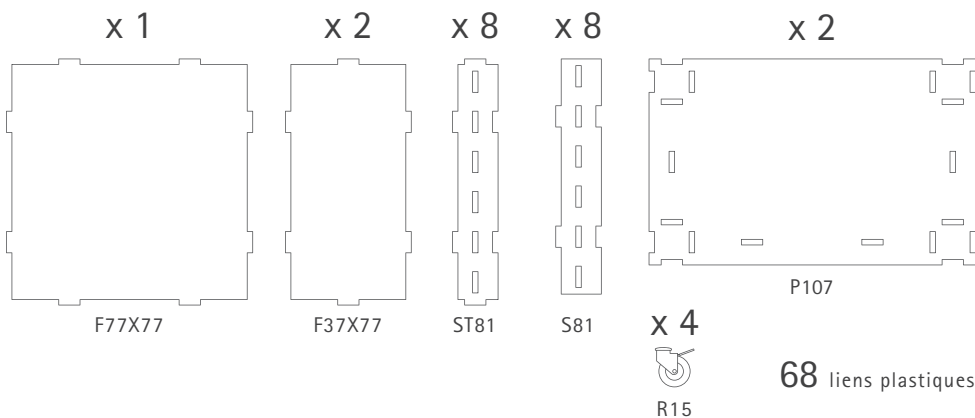 x 1
x 2
x 8
x 8
x 2
F77X77
F37X77
ST81
S81
P107
x 4
R15
68 liens plastiques